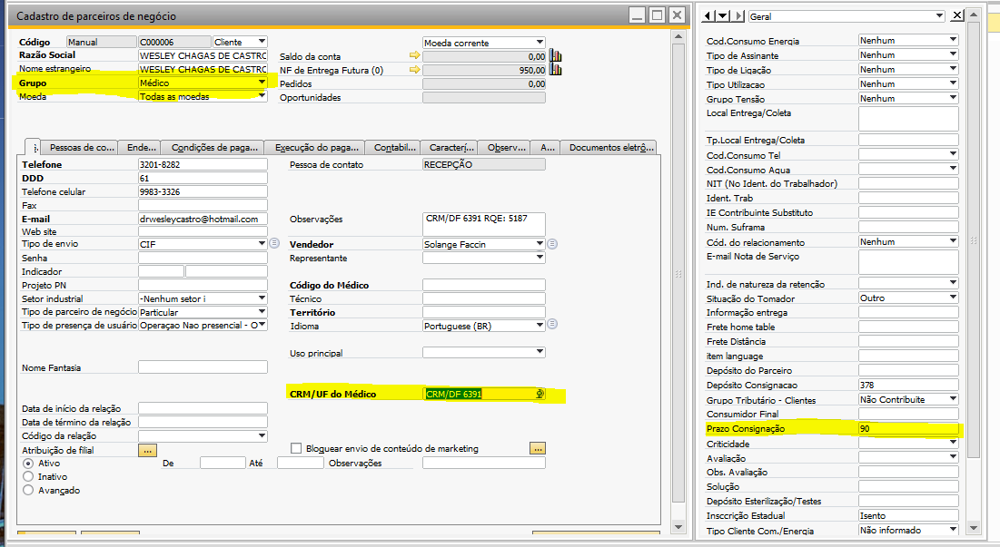 Cadastro de parceiros de negócio
Código Manual C000006 Cliente
Razão Social WESLEY CHAGAS DE CASTRO
Nome estrangeiro WESLEY CHAGAS DE CASTRO
Grupo Médico
Moeda Todas as moedas
Moeda corrente
Saldo da conta 0,00
NF de Entrega Futura (0) 950,00
Pedidos 0,00
Oportunidades
Pessoas de co... Ende... Condições de paga... Execução do paga... Contabil... Caracterí... Observ... A... Documentos eletrô...
Telefone 3201-8282
DDD 61
Telefone celular 9983-3326
Fax
E-mail drwesleycastro@hotmail.com
Web site
Tipo de envio CIF
Senha
Indicador
Projeto PN
Setor industrial -Nenhum setor i
Tipo de parceiro de negócio Particular
Tipo de presença de usuário Operaçao Nao presencial - O
Nome Fantasia
Data de início da relação
Data de término da relação
Código da relação
Atribuição de filial ...
Ativo
Inativo
Avançado
De Até Observações
Pessoa de contato RECEPÇÃO
Observações CRM/DF 6391 RQE: 5187
Vendedor Solange Faccin
Representante
Código do Médico
Técnico
Território
Idioma Portuguese (BR)
Uso principal
CRM/UF do Médico CRM/DF 6391
Bloquear envio de conteúdo de marketing ...
Geral
Cod.Consumo Energia Nenhum
Tipo de Assinante Nenhum
Tipo de Ligação Nenhum
Tipo Utilizacao Nenhum
Grupo Tensão Nenhum
Local Entrega/Coleta
Tp.Local Entrega/Coleta
Cod.Consumo Tel
Cod.Consumo Agua
NIT (No Ident. do Trabalhador)
Ident. Trab
IE Contribuinte Substituto
Num. Suframa
Cód. do relacionamento Nenhum
E-mail Nota de Serviço
Ind. de natureza da retenção
Situação do Tomador Outro
Informação entrega
Frete home table
Frete Distância
item language
Depósito do Parceiro
Depósito Consignacao 378
Grupo Tributário - Clientes Não Contribuite
Consumidor Final
Prazo Consignação 90
Criticidade
Avaliação
Obs. Avaliação
Solução
Depósito Esterilização/Testes
Insccrição Estadual Isento
Tipo Cliente Com./Energia Não informado